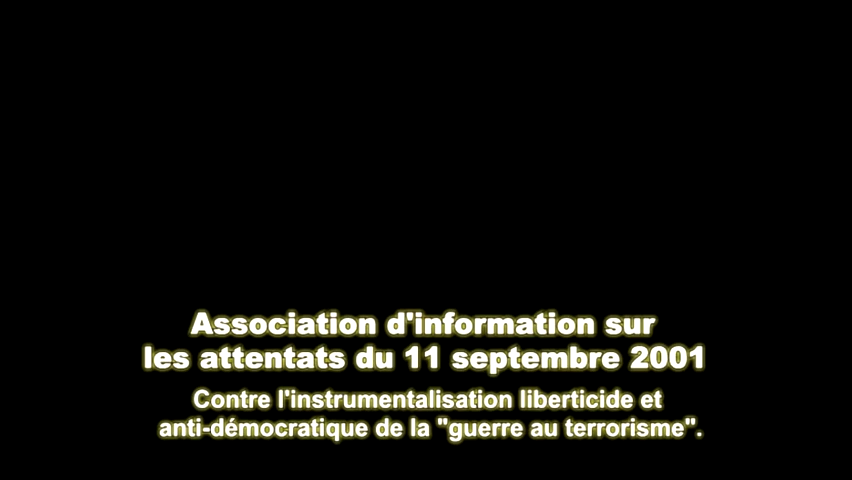 Association d'information sur
les attentats du 11 septembre 2001
Contre l'instrumentalisation liberticide et
anti-démocratique de la "guerre au terrorisme".